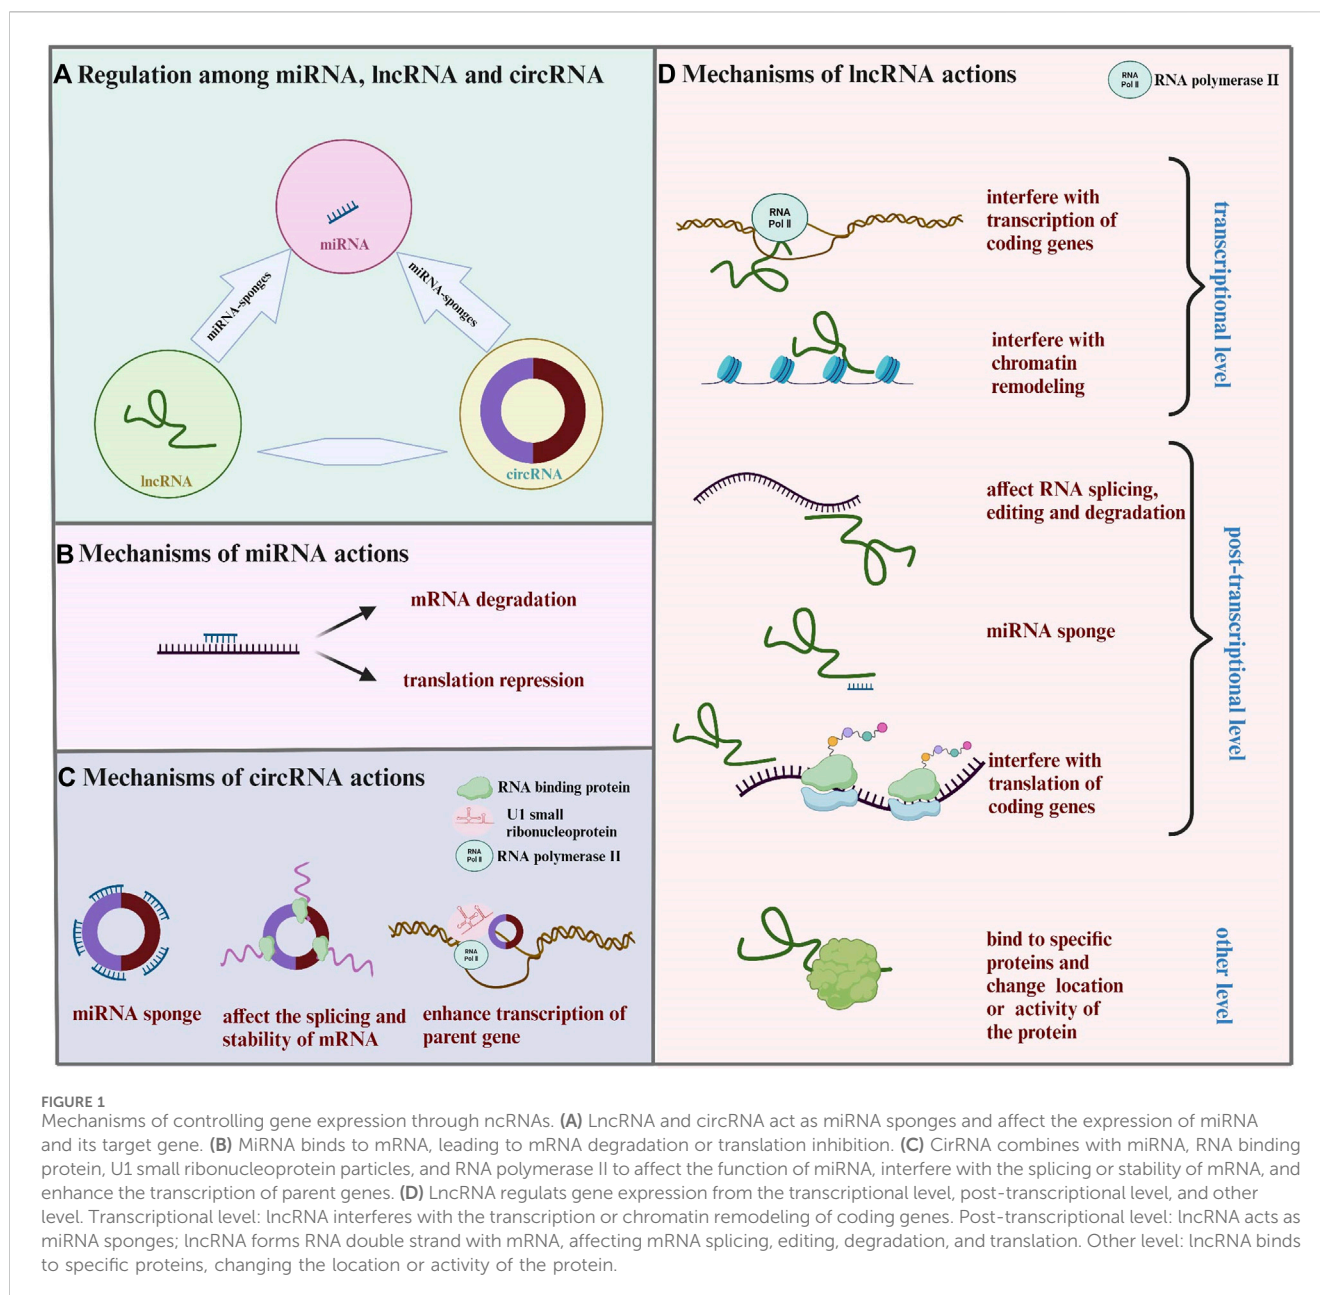 A Regulation among miRNA, lncRNA and circRNA
miRNA
miRNA-sponges
miRNA-sponges
lncRNA
circRNA
B Mechanisms of miRNA actions
mRNA degradation
translation repression
C Mechanisms of circRNA actions
RNA binding protein
U1 small
ribonucleoprotein
RNA
Pol II
RNA polymerase II
RNA
Pol II
miRNA sponge
affect the splicing and
stability of mRNA
enhance transcription of
parent gene
D Mechanisms of lncRNA actions
RNA
Pol II
RNA polymerase II
RNA
Pol II
interfere with
transcription of
coding genes
interfere with
chromatin
remodeling
transcriptional level
affect RNA splicing,
editing and degradation
miRNA sponge
interfere with
translation of
coding genes
post-transcriptional level
bind to specific
proteins and
change location
or activity of
the protein
other level
FIGURE 1
Mechanisms of controlling gene expression through ncRNAs. (A) LncRNA and circRNA act as miRNA sponges and affect the expression of miRNA
and its target gene. (B) MiRNA binds to mRNA, leading to mRNA degradation or translation inhibition. (C) CirRNA combines with miRNA, RNA binding
protein, U1 small ribonucleoprotein particles, and RNA polymerase II to affect the function of miRNA, interfere with the splicing or stability of mRNA, and
enhance the transcription of parent genes. (D) LncRNA regulats gene expression from the transcriptional level, post-transcriptional level, and other
level. Transcriptional level: lncRNA interferes with the transcription or chromatin remodeling of coding genes. Post-transcriptional level: lncRNA acts as
miRNA sponges; lncRNA forms RNA double strand with mRNA, affecting mRNA splicing, editing, degradation, and translation. Other level: lncRNA binds
to specific proteins, changing the location or activity of the protein.